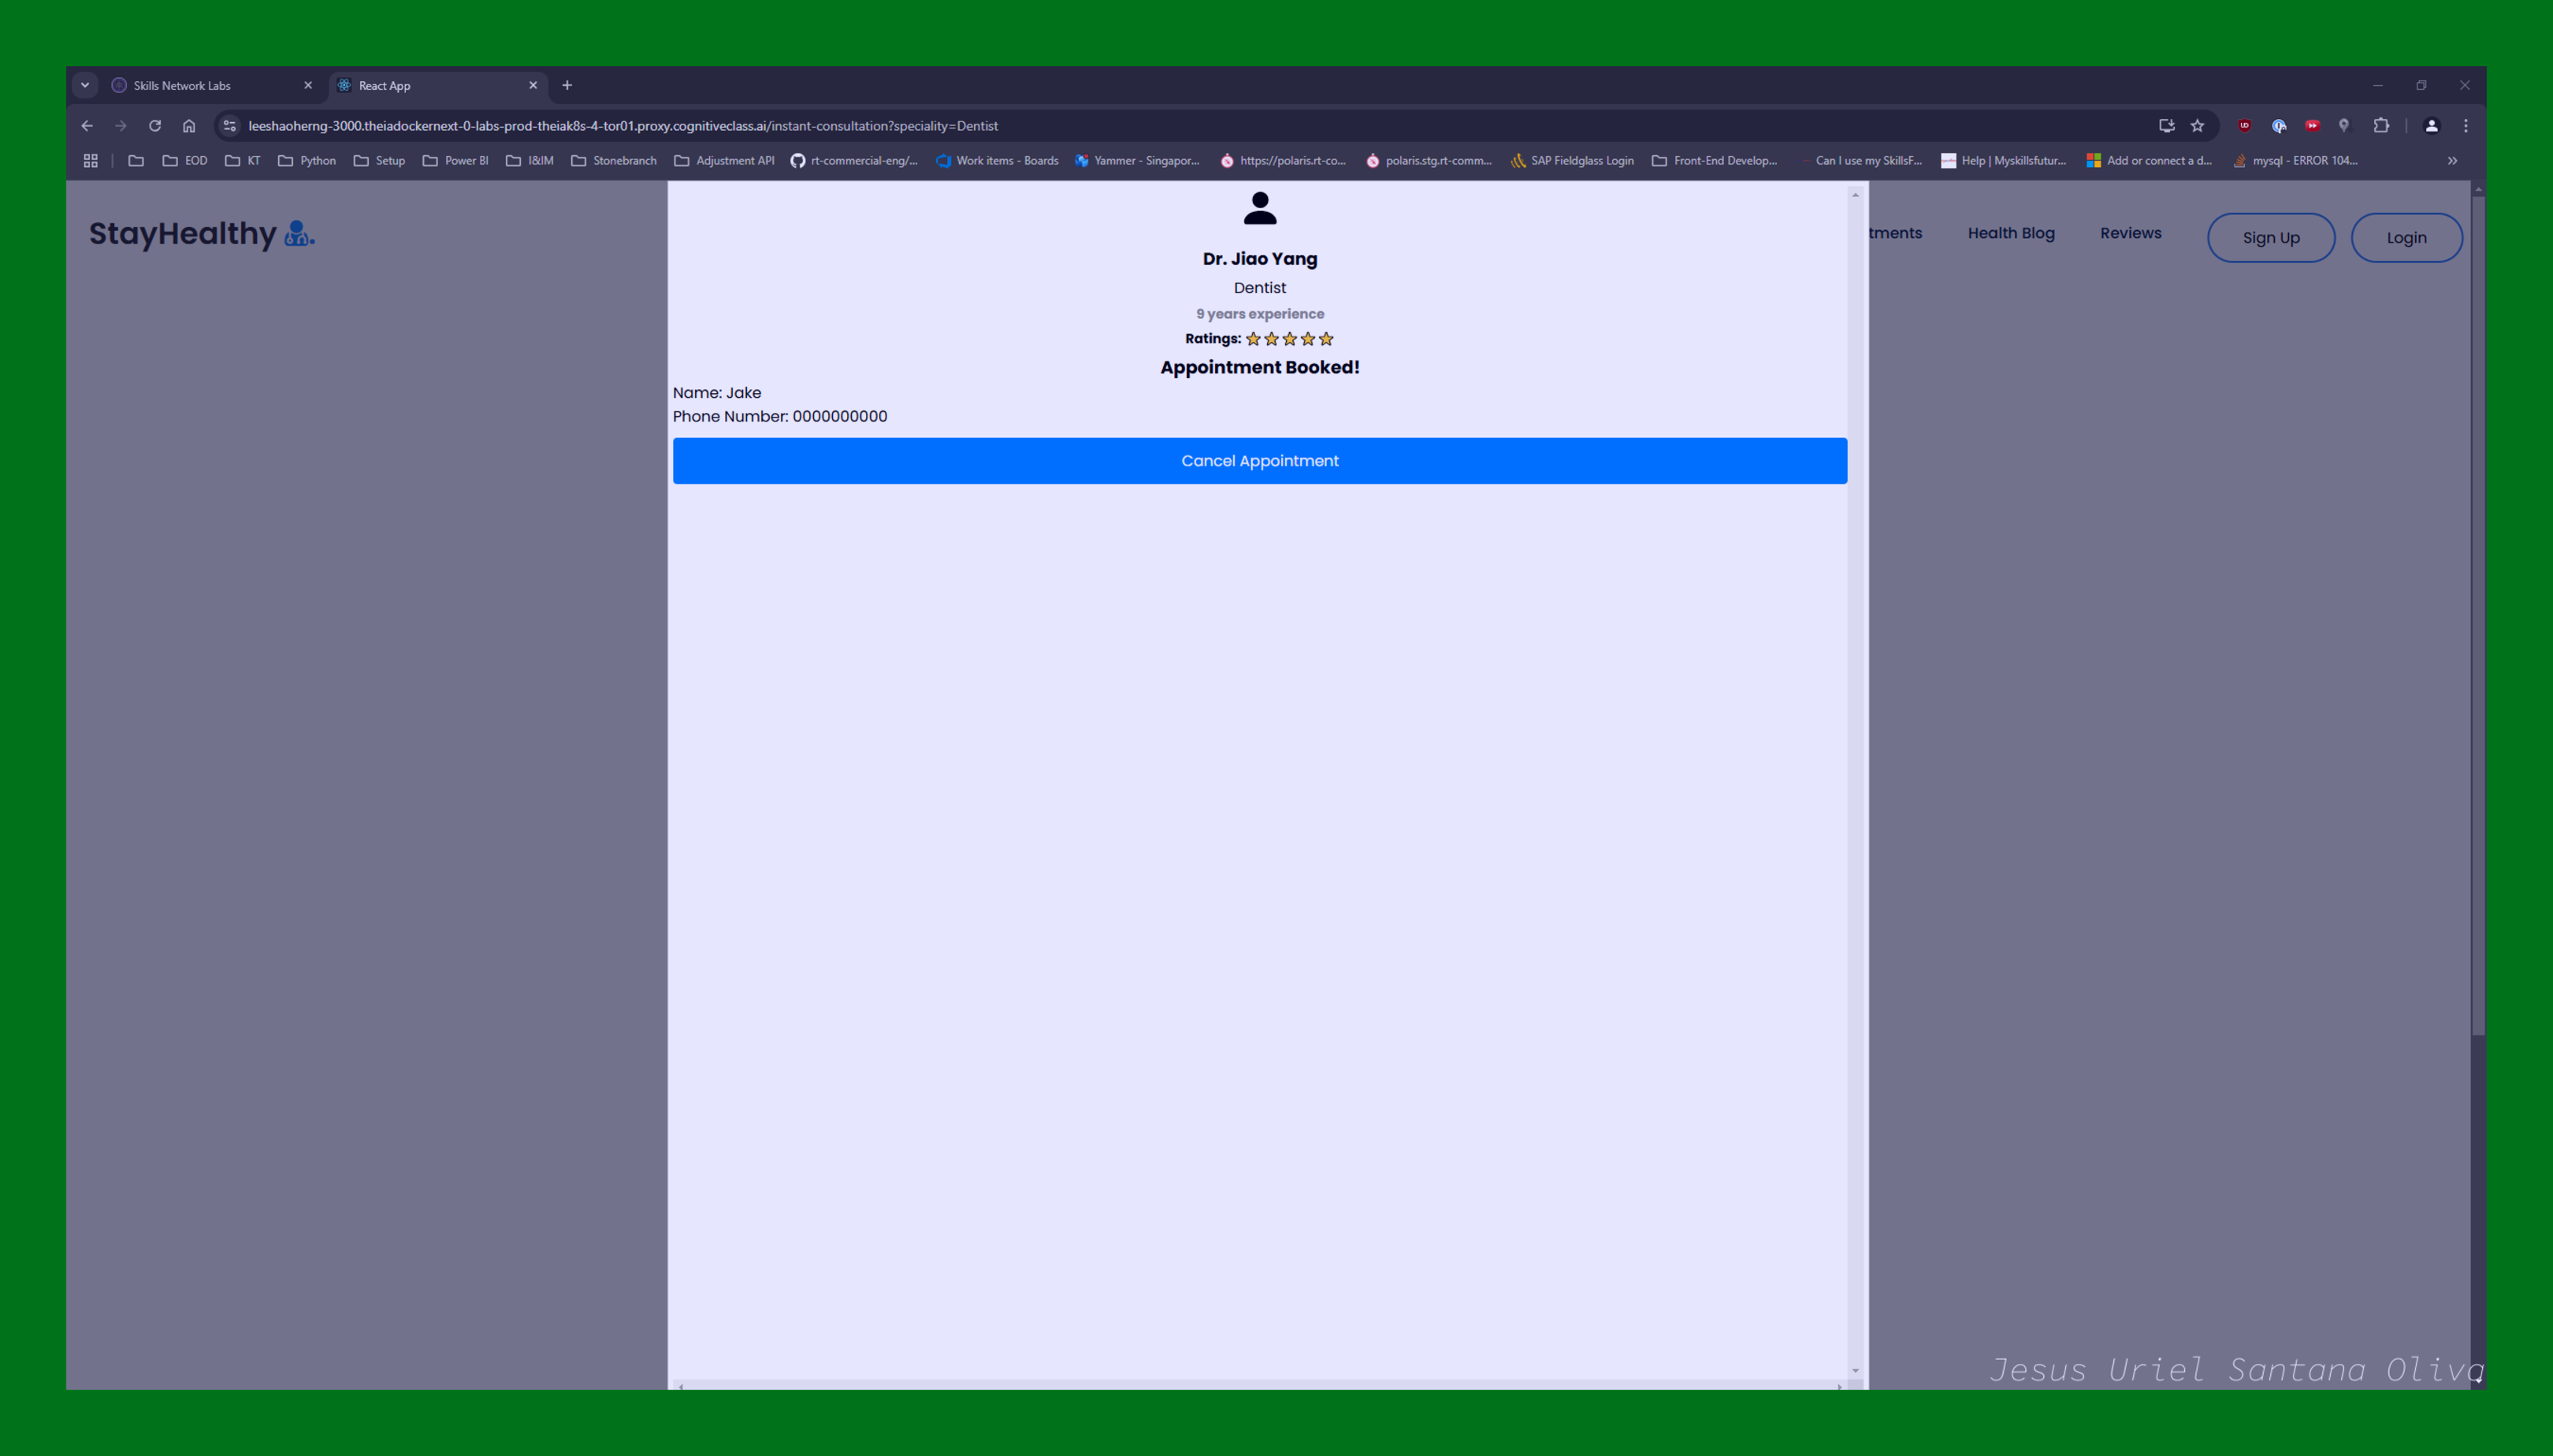 Skills Network Labs
React App
leeshaoherng-3000.theiadockernext-0-labs-prod-theiak8s-4-tor01.proxy.cognitiveclass.ai/instant-consultation?speciality=Dentist
EOD KT Python Setup Power BI I&IM Stonebranch Adjustment API rt-commercial-eng/... Work items - Boards Yammer - Singapor... https://polaris.rt-co... polaris.stg.rt-comm... SAP Fieldglass Login Front-End Develop... Can I use my SkillsF... Help | Myskillsfutur... Add or connect a d... mysql - ERROR 104...
StayHealthy
tments Health Blog Reviews Sign Up Login
Dr. Jiao Yang
Dentist
9 years experience
Ratings:
Appointment Booked!
Name: Jake
Phone Number: 0000000000
Cancel Appointment
Jesus Uriel Santana Oliva